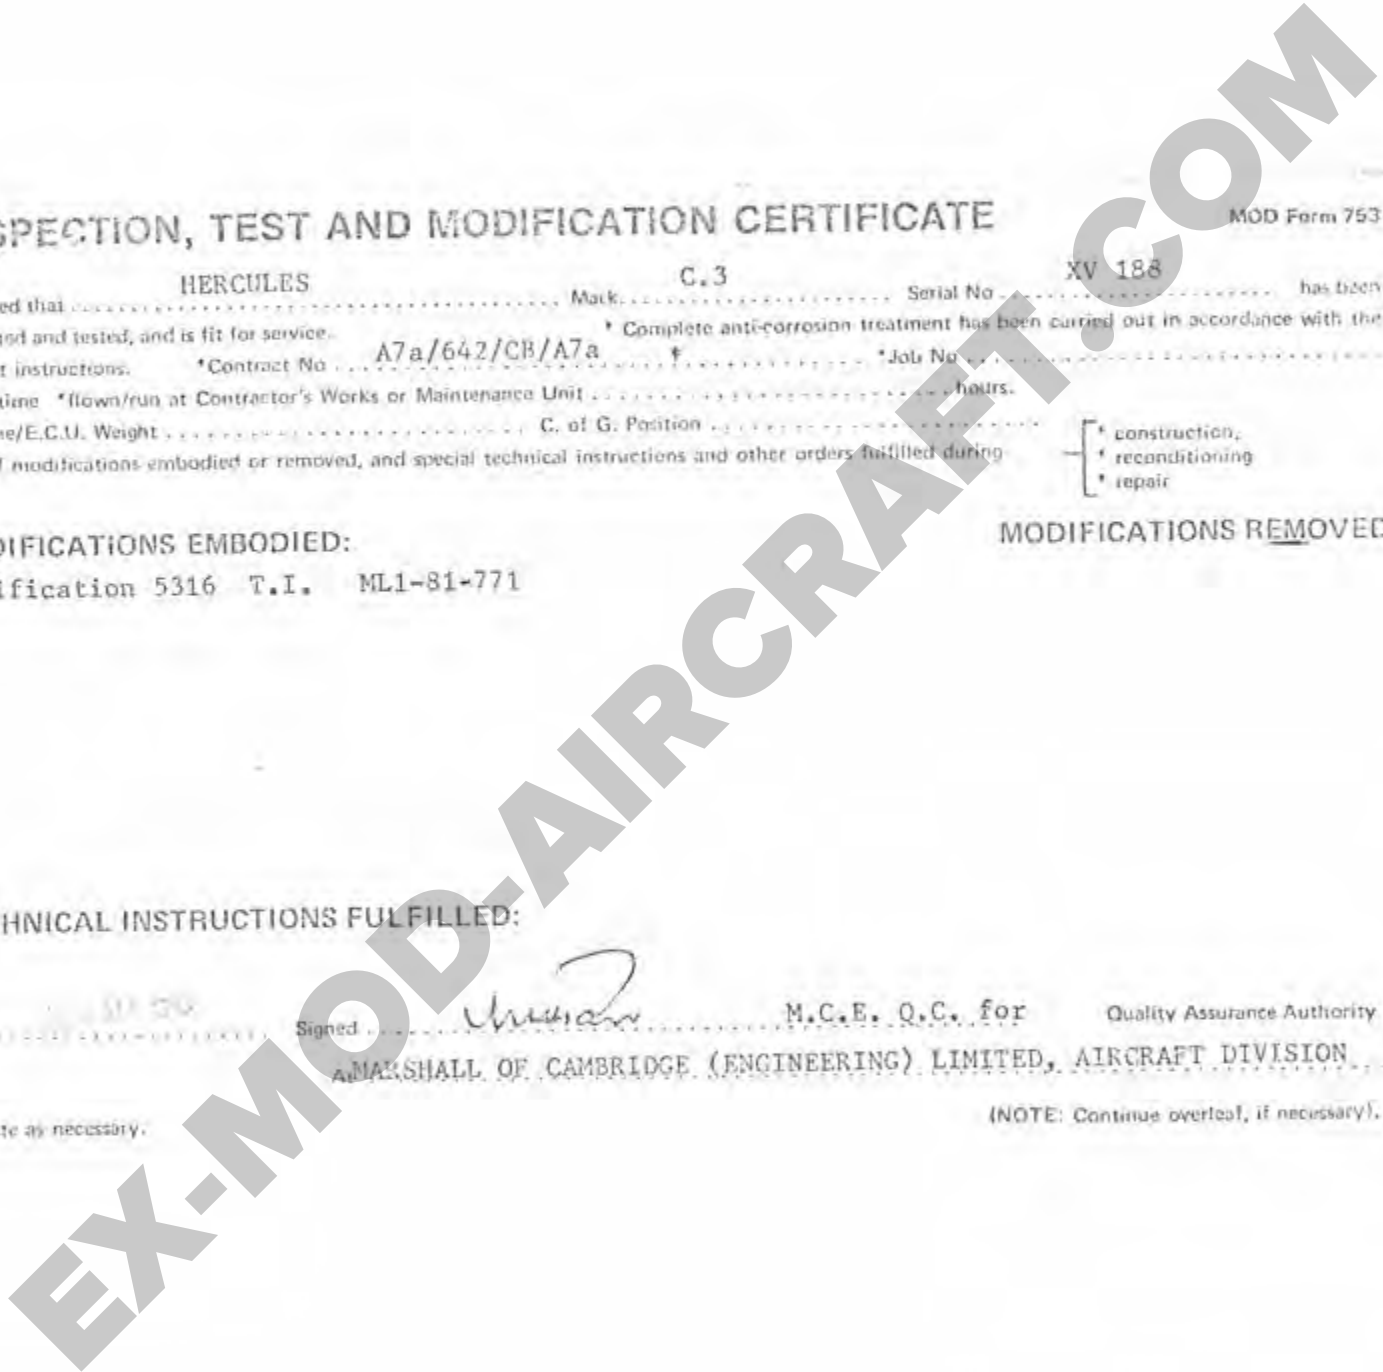 SPECTION, TEST AND MODIFICATION CERTIFICATE
MOD Form 753
ed that HERCULES Mark C.3 Serial No XV 188 has been
and tested, and is fit for service. * Complete anti-corrosion treatment has been carried out in accordance with the
t instructions. *Contract No A7a/642/CB/A7a *Job No
time *flown/run at Contractor's Works or Maintenance Unit hours.
ne/E.C.U. Weight C. of G. Position
f modifications embodied or removed, and special technical instructions and other orders fulfilled during
* construction,
* reconditioning
* repair
DIFICATIONS EMBODIED:
MODIFICATIONS REMOVED
ification 5316 T.I. ML1-81-771
HNICAL INSTRUCTIONS FULFILLED:
Signed M.C.E. Q.C. for Quality Assurance Authority
MARSHALL OF CAMBRIDGE (ENGINEERING) LIMITED, AIRCRAFT DIVISION
te as necessary.
(NOTE: Continue overleaf, if necessary).
EX-MOD-AIRCRAFT.COM